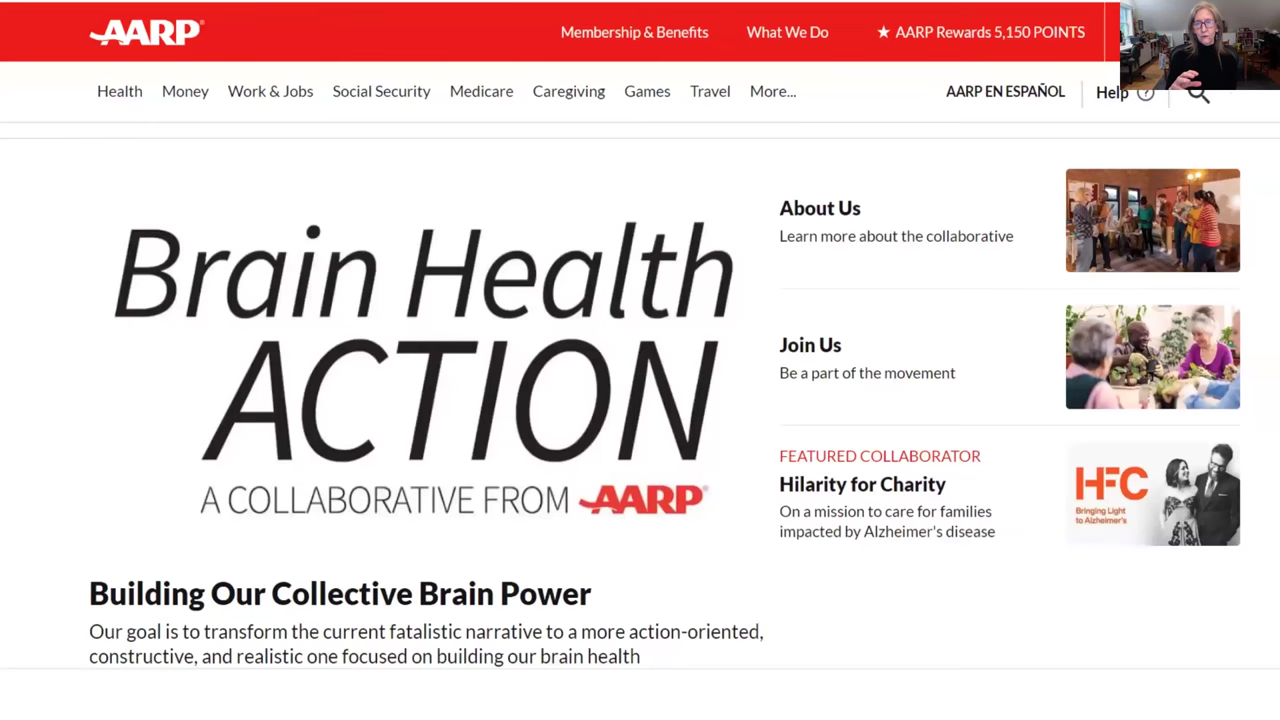 AARP
Membership & Benefits
What We Do
★ AARP Rewards 5,150 POINTS
Health
Money
Work & Jobs
Social Security
Medicare
Caregiving
Games
Travel
More...
AARP EN ESPAÑOL
Help
Brain Health
ACTION
A COLLABORATIVE FROM AARP
About Us
Learn more about the collaborative
Join Us
Be a part of the movement
FEATURED COLLABORATOR
Hilarity for Charity
On a mission to care for families
impacted by Alzheimer's disease
HFC
Bringing Light
to Alzheimer's
Building Our Collective Brain Power
Our goal is to transform the current fatalistic narrative to a more action-oriented,
constructive, and realistic one focused on building our brain health